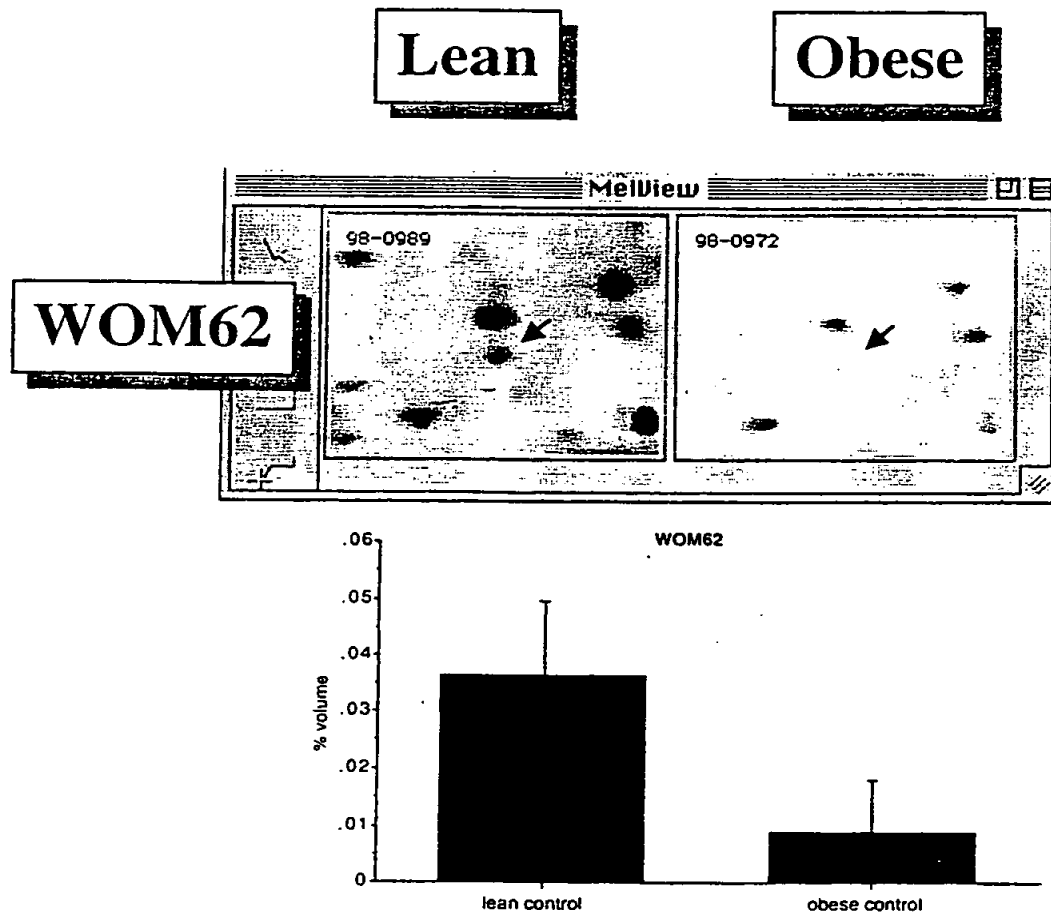 Lean
Obese
MelView
98-0989
98-0972
WOM62
WOM62
.06
.05
.04
.03
.02
.01
0
% volume
lean control
obese control